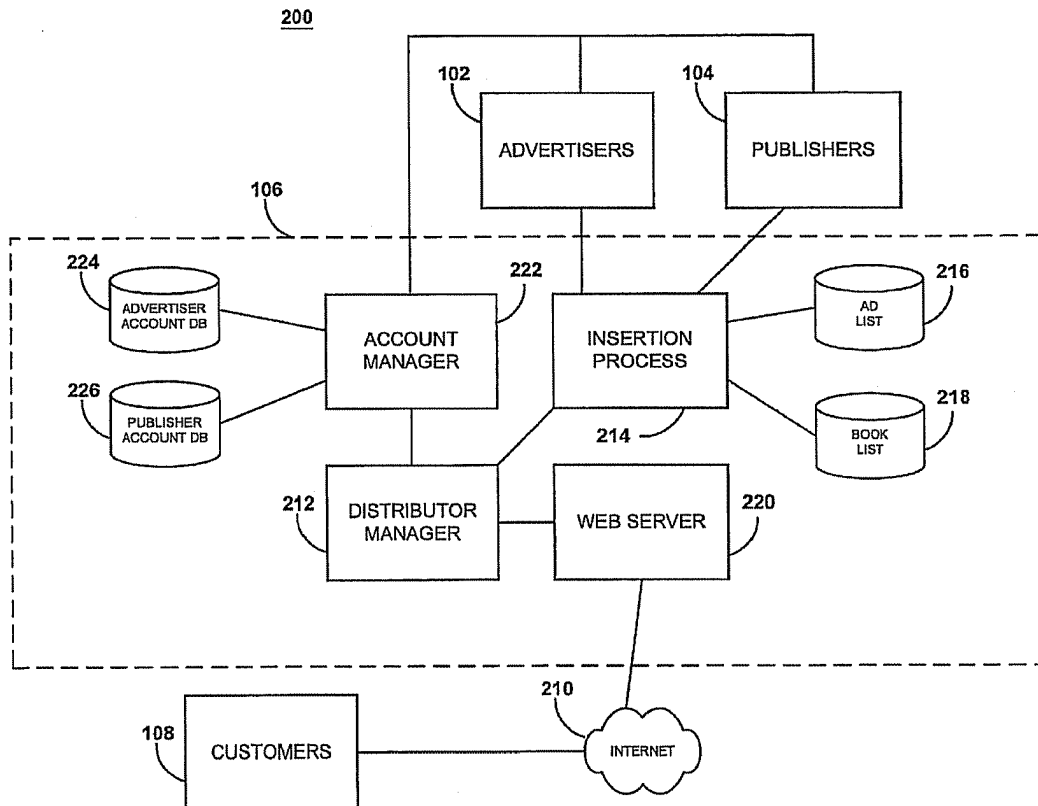 200
102
ADVERTISERS
104
PUBLISHERS
106
224
ADVERTISER
ACCOUNT DB
222
ACCOUNT
MANAGER
INSERTION
PROCESS
216
AD
LIST
226
PUBLISHER
ACCOUNT DB
214
218
BOOK
LIST
212
DISTRIBUTOR
MANAGER
WEB SERVER
220
210
INTERNET
108
CUSTOMERS